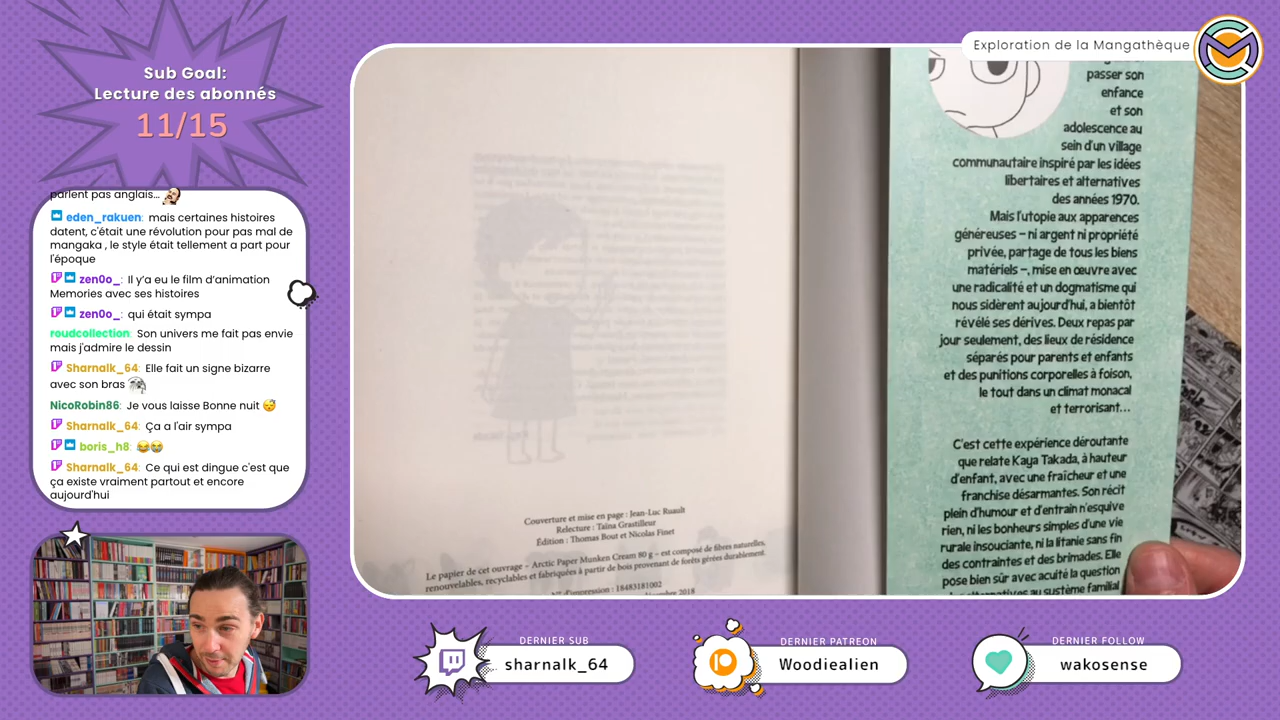 Sub Goal:
Lecture des abonnés
11/15
parlent pas anglais...
eden_rakuen: mais certaines histoires
datent, c'était une révolution pour pas mal de
mangaka , le style était tellement a part pour
l'époque
zen0o_: Il y'a eu le film d'animation
Memories avec ses histoires
zen0o_: qui était sympa
roudcollection: Son univers me fait pas envie
mais j'admire le dessin
Sharnalk_64: Elle fait un signe bizarre
avec son bras
NicoRobin86: Je vous laisse Bonne nuit 😴
Sharnalk_64: Ça a l'air sympa
boris_h8: 😂😭
Sharnalk_64: Ce qui est dingue c'est que
ça existe vraiment partout et encore
aujourd'hui
Exploration de la Mangathèque
Couverture et mise en page : Jean-Luc Ruault
Relecture : Taïna Grastilleur
Édition : Thomas Bout et Nicolas Finet
Le papier de cet ouvrage – Arctic Paper Munken Cream 80 g – est composé de fibres naturelles,
renouvelables, recyclables et fabriquées à partir de bois provenant de forêts gérées durablement.
N° d'impression : 18483181002
2018
passer son
enfance
et son
adolescence au
sein d'un village
communautaire inspiré par les idées
libertaires et alternatives
des années 1970.
Mais l'utopie aux apparences
généreuses – ni argent ni propriété
privée, partage de tous les biens
matériels –, mise en œuvre avec
une radicalité et un dogmatisme qui
nous sidèrent aujourd'hui, a bientôt
révélé ses dérives. Deux repas par
jour seulement, des lieux de résidence
séparés pour parents et enfants
et des punitions corporelles à foison,
le tout dans un climat monacal
et terrorisant...
C'est cette expérience déroutante
que relate Kaya Takada, à hauteur
d'enfant, avec une fraîcheur et une
franchise désarmantes. Son récit
plein d'humour et d'entrain n'esquive
rien, ni les bonheurs simples d'une vie
rurale insouciante, ni la litanie sans fin
des contraintes et des brimades. Elle
pose bien sûr avec acuité la question
alternatives au système familial
DERNIER SUB
sharnalk_64
DERNIER PATREON
Woodiealien
DERNIER FOLLOW
wakosense